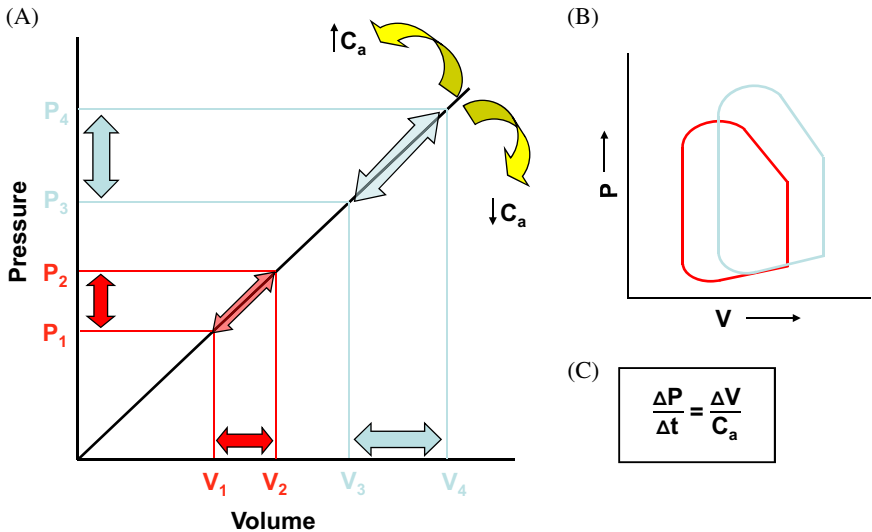 (A)
↑Cₐ
P₄
P₃
P₂
P₁
Pressure
↓Cₐ
V₁ V₂ V₃ V₄
Volume
(B)
P
V
(C)
ΔP/Δt = ΔV/Cₐ